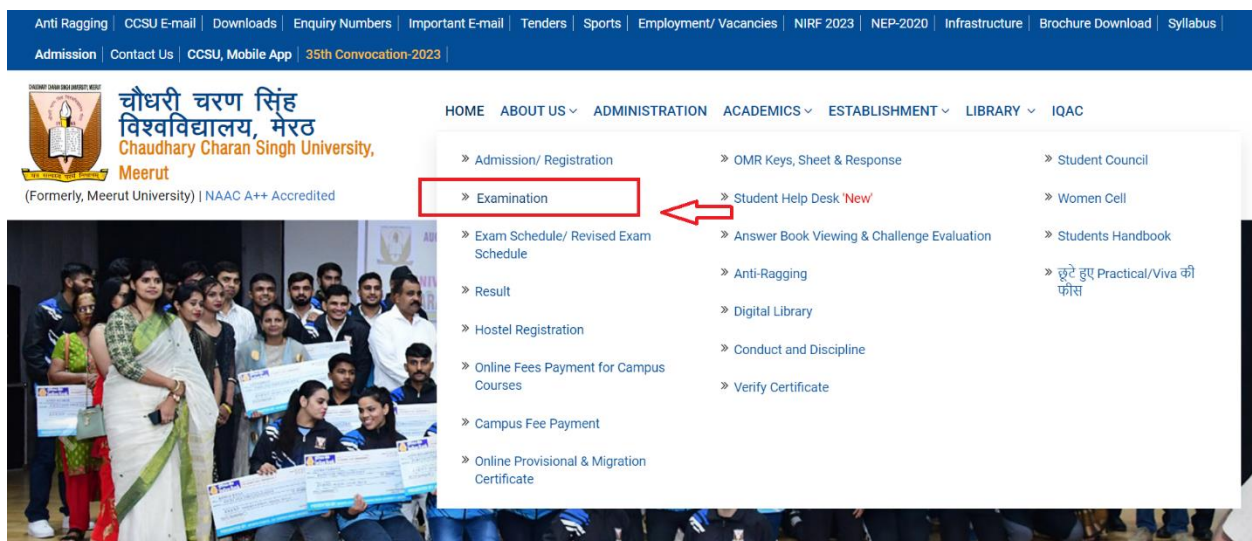 Anti Ragging | CCSU E-mail | Downloads | Enquiry Numbers | Important E-mail | Tenders | Sports | Employment/ Vacancies | NIRF 2023 | NEP-2020 | Infrastructure | Brochure Download | Syllabus |
Admission | Contact Us | CCSU, Mobile App | 35th Convocation-2023 |
चौधरी चरण सिंह
विश्वविद्यालय, मेरठ
Chaudhary Charan Singh University,
Meerut
(Formerly, Meerut University) | NAAC A++ Accredited
HOME ABOUT US ADMINISTRATION ACADEMICS ESTABLISHMENT LIBRARY IQAC
» Admission/ Registration
» Examination
» Exam Schedule/ Revised Exam
Schedule
» Result
» Hostel Registration
» Online Fees Payment for Campus
Courses
» Campus Fee Payment
» Online Provisional & Migration
Certificate
» OMR Keys, Sheet & Response
» Student Help Desk 'New'
» Answer Book Viewing & Challenge Evaluation
» Anti-Ragging
» Digital Library
» Conduct and Discipline
» Verify Certificate
» Student Council
» Women Cell
» Students Handbook
» छूटे हुए Practical/Viva की
फीस